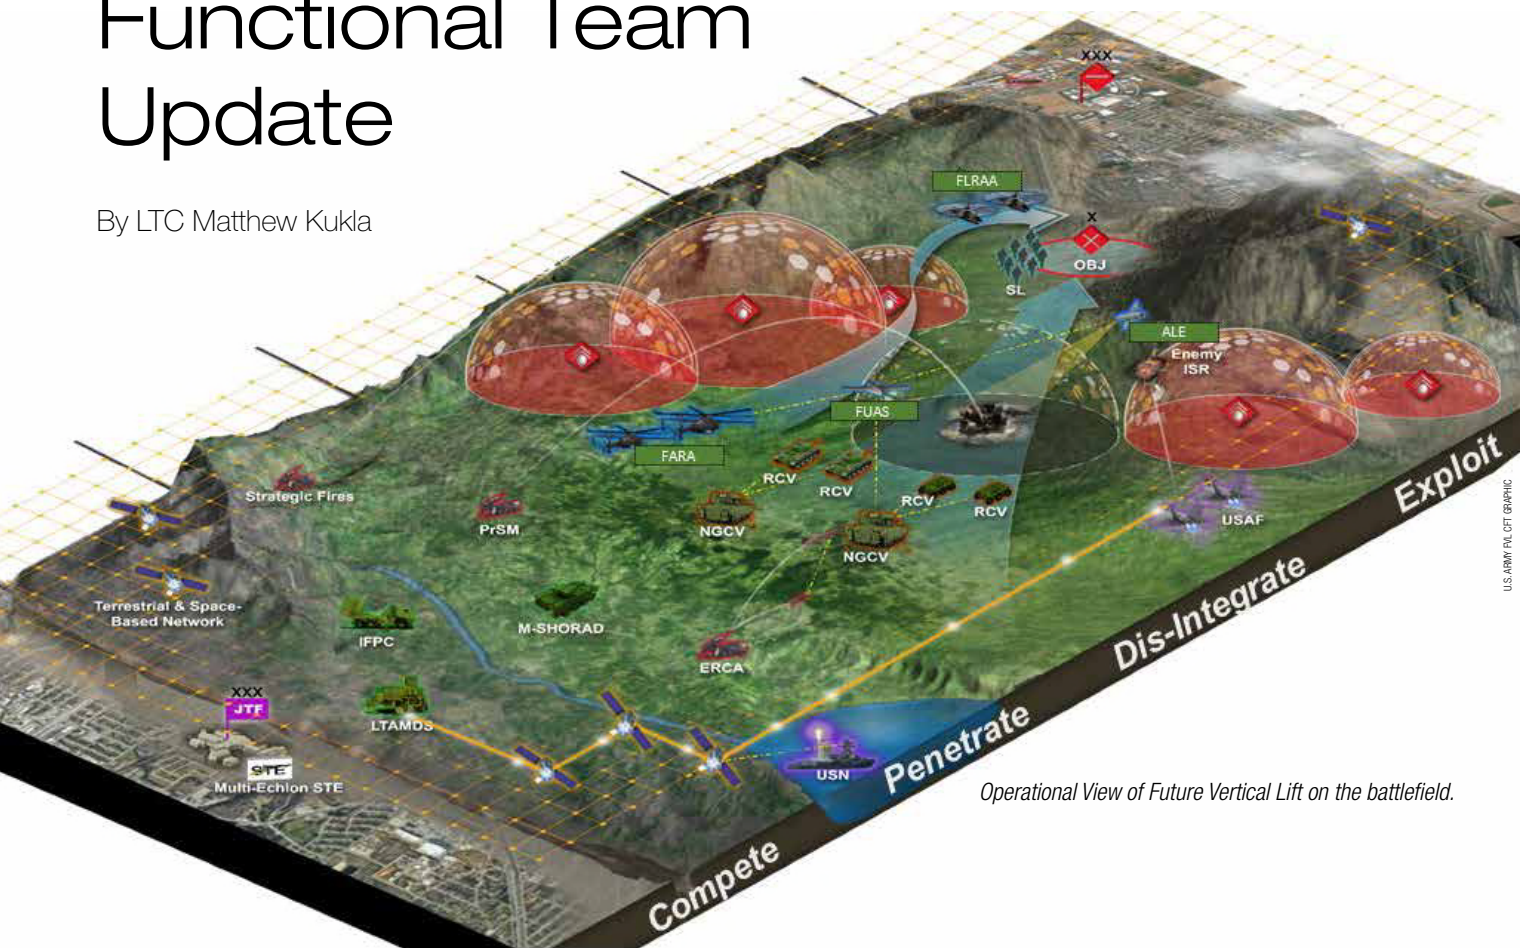 Functional Team
Update
By LTC Matthew Kukla
XXX
FLRAA
X
OBJ
SL
ALE
Enemy
ISR
FUAS
FARA
RCV
RCV
RCV
RCV
NGCV
NGCV
Strategic Fires
PrSM
USAF
Exploit
U.S. ARMY FVL CFT GRAPHIC
Terrestrial & Space-
Based Network
IFPC
M-SHORAD
ERCA
Dis-Integrate
XXX
JTF
LTAMDS
STE
Multi-Echlon STE
USN
Penetrate
Operational View of Future Vertical Lift on the battlefield.
Compete